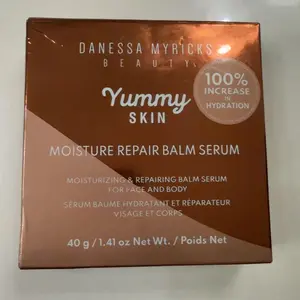 DANESSA MYRICKS
BEAUTY
100%
INCREASE
IN
HYDRATION
Yummy
SKIN
MOISTURE REPAIR BALM SERUM
MOISTURIZING & REPAIRING BALM SERUM
FOR FACE AND BODY
SÉRUM BAUME HYDRATANT ET RÉPARATEUR
VISAGE ET CORPS
40 g / 1.41 oz Net Wt. / Poids Net